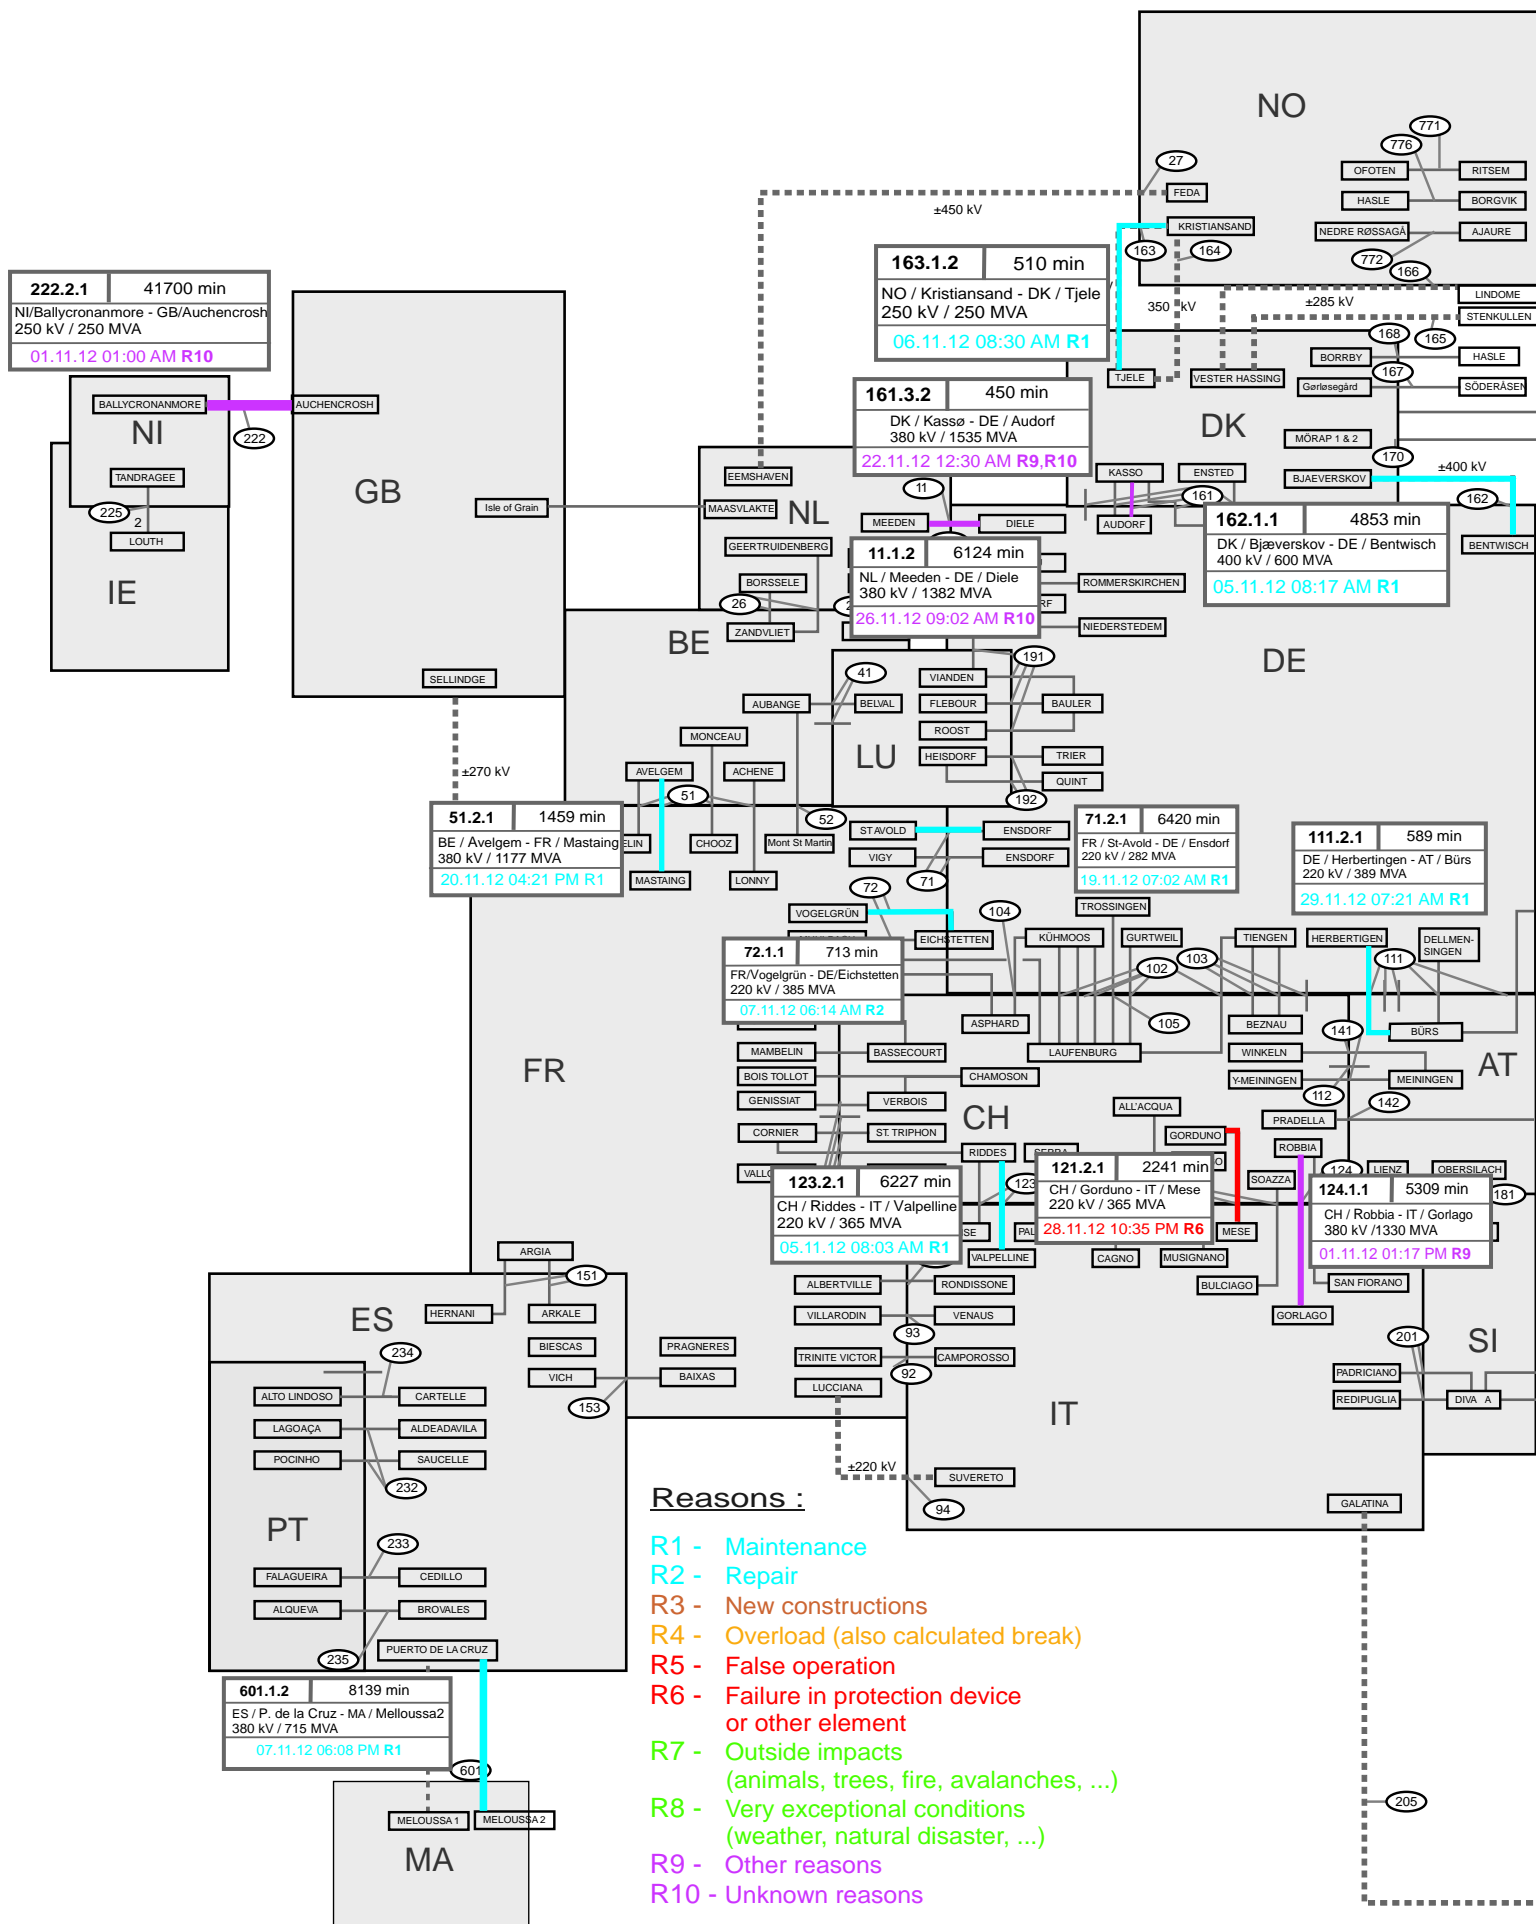 NO
771
776
27
OFOTEN
RITSEM
FEDA
HASLE
BORGVIK
±450 kV
KRISTIANSAND
NEDRE RØSSAGÅ
AJAURE
163
164
772
166
163.1.2
510 min
NO / Kristiansand - DK / Tjele
250 kV / 250 MVA
06.11.12 08:30 AM R1
222.2.1
41700 min
NI/Ballycronanmore - GB/Auchencrosh
250 kV / 250 MVA
01.11.12 01:00 AM R10
LINDOME
±285 kV
350 kV
STENKULLEN
168
165
BORRBY
HASLE
167
TJELE
VESTER HASSING
Gørløsegård
SÖDERÅSEN
161.3.2
450 min
DK / Kassø - DE / Audorf
380 kV / 1535 MVA
22.11.12 12:30 AM R9,R10
BALLYCRONANMORE
AUCHENCROSH
NI
222
DK
MÖRAP 1 & 2
170
±400 kV
TANDRAGEE
GB
EEMSHAVEN
KASSO
ENSTED
BJAEVERSKOV
11
161
162
225
2
Isle of Grain
MAASVLAKTE
NL
MEEDEN
DIELE
AUDORF
LOUTH
GEERTRUIDENBERG
BENTWISCH
162.1.1
4853 min
DK / Bjæverskov - DE / Bentwisch
400 kV / 600 MVA
05.11.12 08:17 AM R1
11.1.2
6124 min
NL / Meeden - DE / Diele
380 kV / 1382 MVA
26.11.12 09:02 AM R10
IE
BORSSELE
ROMMERSKIRCHEN
26
2
RF
ZANDVLIET
NIEDERSTEDEM
BE
DE
191
SELLINDGE
41
VIANDEN
AUBANGE
BELVAL
FLEBOUR
BAULER
ROOST
MONCEAU
LU
HEISDORF
TRIER
±270 kV
AVELGEM
ACHENE
QUINT
51
192
51.2.1
1459 min
BE / Avelgem - FR / Mastaing
380 kV / 1177 MVA
20.11.12 04:21 PM R1
52
ST AVOLD
ENSDORF
71.2.1
6420 min
FR / St-Avold - DE / Ensdorf
220 kV / 282 MVA
19.11.12 07:02 AM R1
111.2.1
589 min
DE / Herbertingen - AT / Bürs
220 kV / 389 MVA
29.11.12 07:21 AM R1
ELIN
CHOOZ
Mont St Martin
VIGY
ENSDORF
MASTAING
LONNY
71
72
TROSSINGEN
VOGELGRÜN
104
EICHSTETTEN
KÜHMOOS
GURTWEIL
TIENGEN
HERBERTIGEN
DELLMEN-
SINGEN
72.1.1
713 min
FR/Vogelgrün - DE/Eichstetten
220 kV / 385 MVA
07.11.12 06:14 AM R2
102
103
111
ASPHARD
105
BEZNAU
141
BÜRS
MAMBELIN
BASSECOURT
LAUFENBURG
WINKELN
AT
FR
BOIS TOLLOT
CHAMOSON
Y-MEININGEN
MEININGEN
GENISSIAT
VERBOIS
112
142
CH
ALL'ACQUA
PRADELLA
CORNIER
ST. TRIPHON
GORDUNO
RIDDES
ROBBIA
O
VALLO
SOAZZA
124
LIENZ
OBERSILACH
123.2.1
6227 min
CH / Riddes - IT / Valpelline
220 kV / 365 MVA
05.11.12 08:03 AM R1
121.2.1
2241 min
CH / Gorduno - IT / Mese
220 kV / 365 MVA
28.11.12 10:35 PM R6
124.1.1
5309 min
CH / Robbia - IT / Gorlago
380 kV /1330 MVA
01.11.12 01:17 PM R9
123
181
SE
PAL
MESE
ARGIA
VALPELLINE
CAGNO
MUSIGNANO
151
ALBERTVILLE
RONDISSONE
BULCIAGO
SAN FIORANO
HERNANI
ARKALE
VILLARODIN
VENAUS
GORLAGO
ES
93
201
SI
234
BIESCAS
PRAGNERES
TRINITE VICTOR
CAMPOROSSO
92
PADRICIANO
VICH
BAIXAS
LUCCIANA
ALTO LINDOSO
CARTELLE
REDIPUGLIA
DIVA A
153
IT
LAGOAÇA
ALDEADAVILA
POCINHO
SAUCELLE
±220 kV
SUVERETO
232
94
GALATINA
PT
233
FALAGUEIRA
CEDILLO
ALQUEVA
BROVALES
PUERTO DE LA CRUZ
235
601.1.2
8139 min
ES / P. de la Cruz - MA / Melloussa2
380 kV / 715 MVA
07.11.12 06:08 PM R1
601
MELOUSSA 1
MELOUSSA 2
MA
205
Reasons :
R1 - Maintenance
R2 - Repair
R3 - New constructions
R4 - Overload (also calculated break)
R5 - False operation
R6 - Failure in protection device
or other element
R7 - Outside impacts
(animals, trees, fire, avalanches, ...)
R8 - Very exceptional conditions
(weather, natural disaster, ...)
R9 - Other reasons
R10 - Unknown reasons